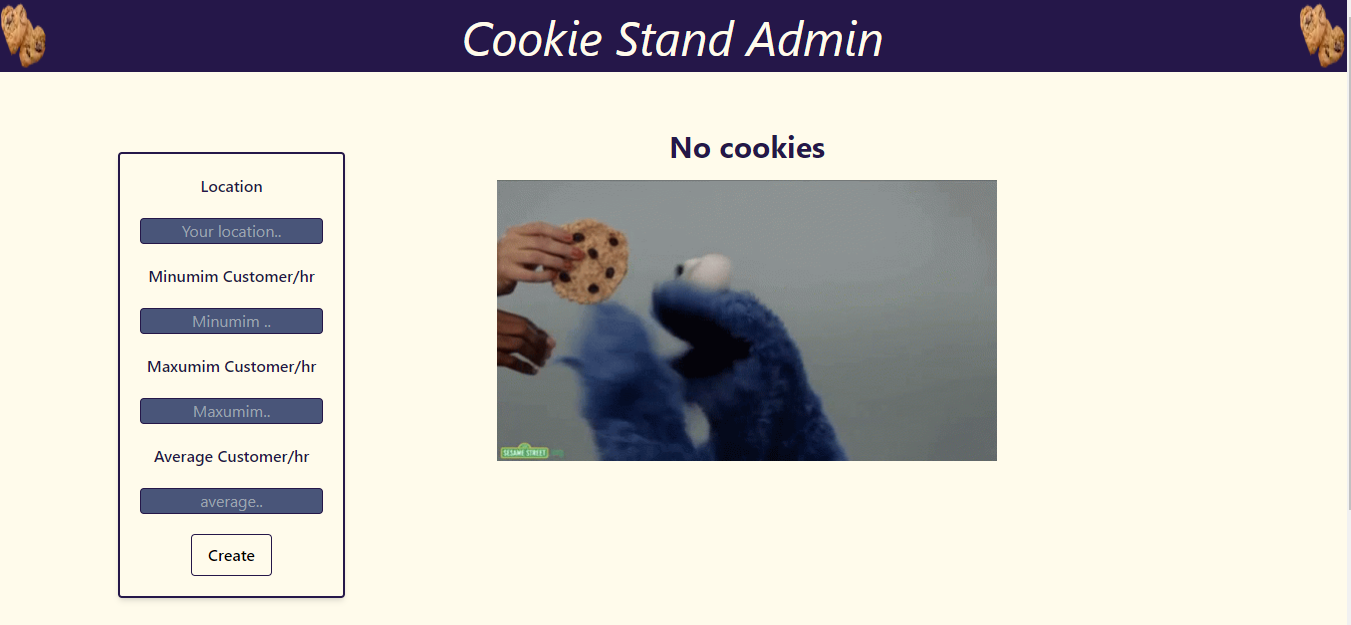 Cookie Stand Admin
Location
Your location..
Minumim Customer/hr
Minumim ..
Maxumim Customer/hr
Maxumim..
Average Customer/hr
average..
Create
No cookies
SESAME STREET